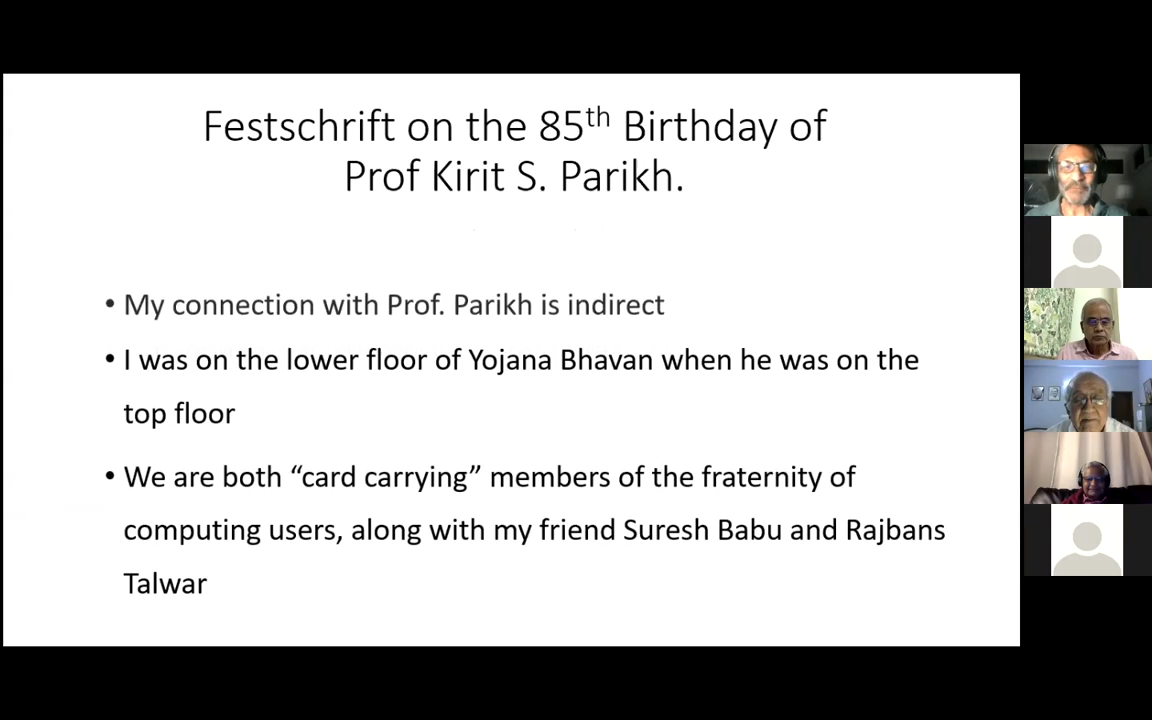 Festschrift on the 85th Birthday of
Prof Kirit S. Parikh.
• My connection with Prof. Parikh is indirect
• I was on the lower floor of Yojana Bhavan when he was on the
top floor
• We are both “card carrying” members of the fraternity of
computing users, along with my friend Suresh Babu and Rajbans
Talwar